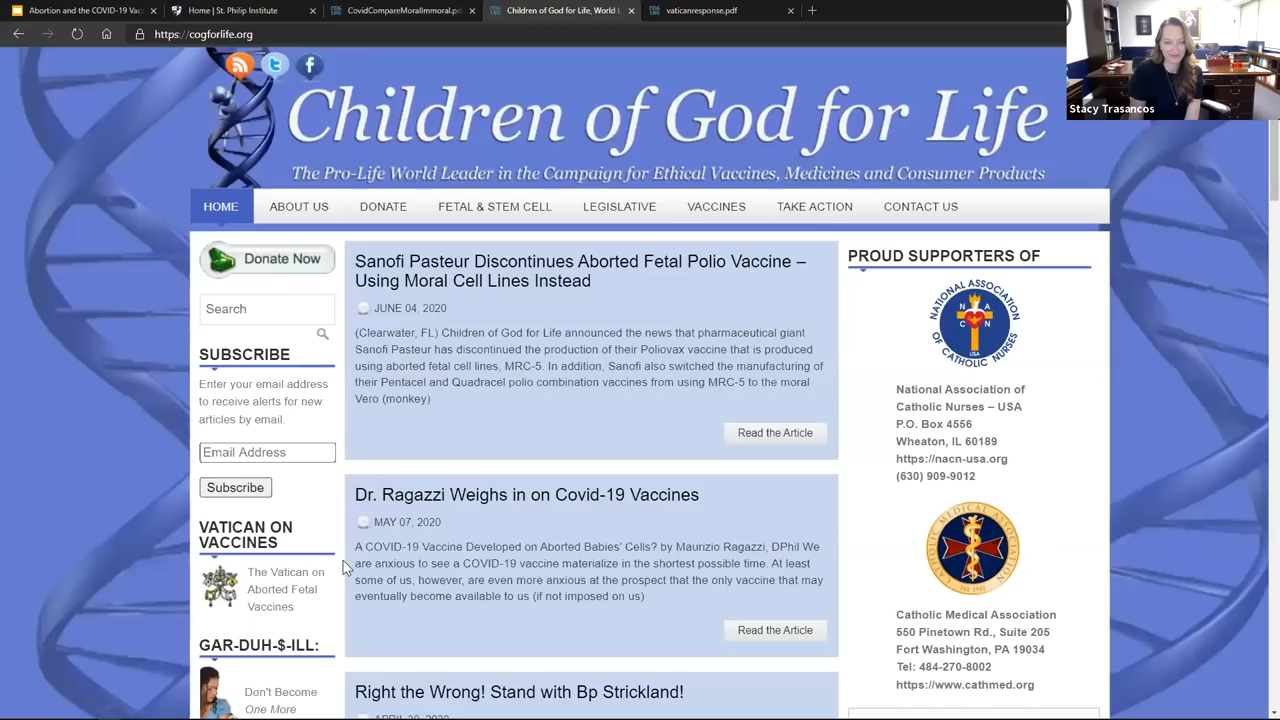 Abortion and the COVID-19 Vac
Home | St. Philip Institute
CovidCompareMoralImmoral
Children of God for Life, World L
vaticanresponse.pdf
https://cogforlife.org
Stacy Trasancos
Children of God for Life
The Pro-Life World Leader in the Campaign for Ethical Vaccines, Medicines and Consumer Products
HOME
ABOUT US
DONATE
FETAL & STEM CELL
LEGISLATIVE
VACCINES
TAKE ACTION
CONTACT US
Donate Now
Search
SUBSCRIBE
Enter your email address
to receive alerts for new
articles by email.
Email Address
Subscribe
VATICAN ON
VACCINES
The Vatican on
Aborted Fetal
Vaccines
GAR-DUH-$-ILL:
Don't Become
One More
Sanofi Pasteur Discontinues Aborted Fetal Polio Vaccine –
Using Moral Cell Lines Instead
JUNE 04, 2020
(Clearwater, FL) Children of God for Life announced the news that pharmaceutical giant
Sanofi Pasteur has discontinued the production of their Poliovax vaccine that is produced
using aborted fetal cell lines, MRC-5. In addition, Sanofi also switched the manufacturing of
their Pentacel and Quadracel polio combination vaccines from using MRC-5 to the moral
Vero (monkey)
Read the Article
Dr. Ragazzi Weighs in on Covid-19 Vaccines
MAY 07, 2020
A COVID-19 Vaccine Developed on Aborted Babies' Cells? by Maurizio Ragazzi, DPhil We
are anxious to see a COVID-19 vaccine materialize in the shortest possible time. At least
some of us, however, are even more anxious at the prospect that the only vaccine that may
eventually become available to us (if not imposed on us)
Read the Article
Right the Wrong! Stand with Bp Strickland!
PROUD SUPPORTERS OF
NATIONAL ASSOCIATION
OF CATHOLIC NURSES
N A
C N
USA
National Association of
Catholic Nurses – USA
P.O. Box 4556
Wheaton, IL 60189
https://nacn-usa.org
(630) 909-9012
CATHOLIC MEDICAL ASSOCIATION
Catholic Medical Association
550 Pinetown Rd., Suite 205
Fort Washington, PA 19034
Tel: 484-270-8002
https://www.cathmed.org